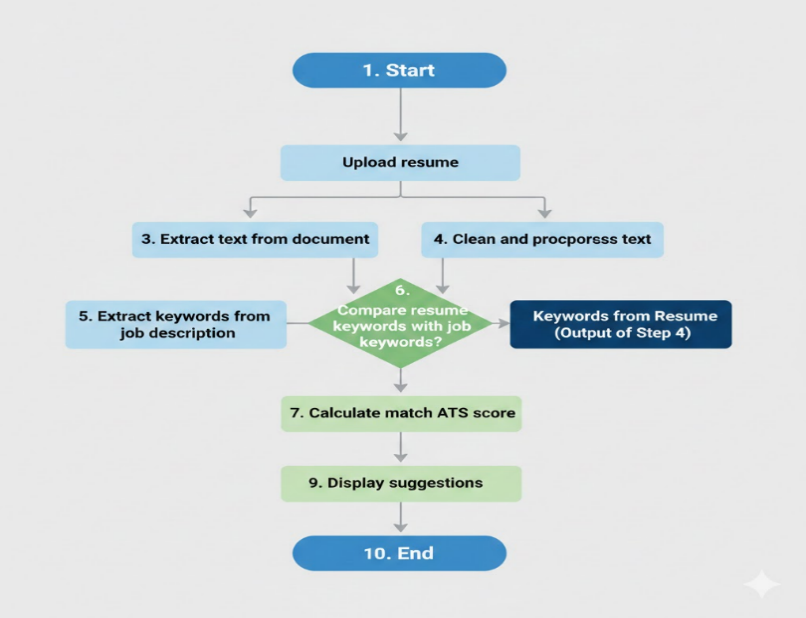 1. Start
Upload resume
3. Extract text from document
4. Clean and procporsss text
5. Extract keywords from
job description
6.
Compare resume
keywords with job
keywords?
Keywords from Resume
(Output of Step 4)
7. Calculate match ATS score
9. Display suggestions
10. End